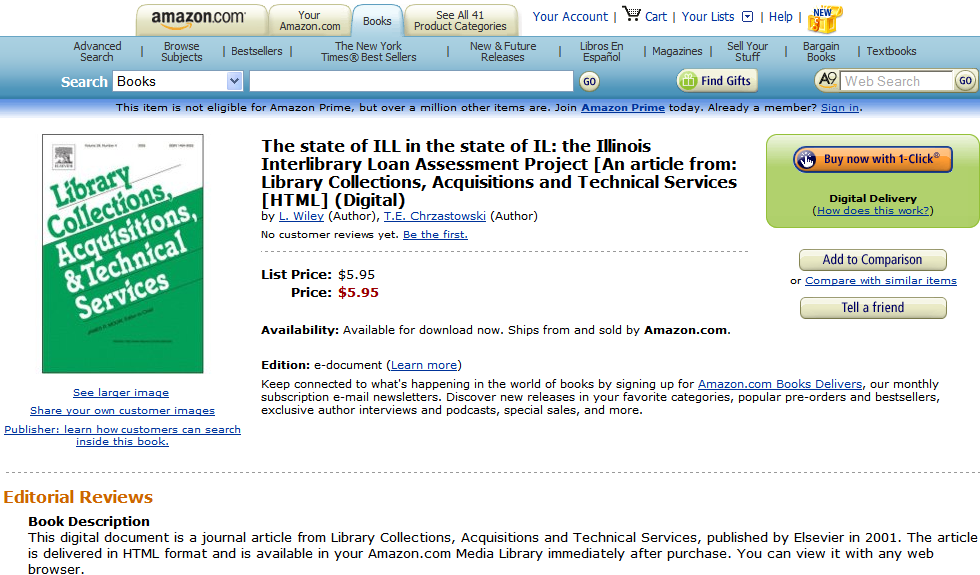 amazon.com
Your Amazon.com
Books
See All 41 Product Categories
Your Account | Cart | Your Lists | Help |
NEW
Advanced Search | Browse Subjects | Bestsellers | The New York Times® Best Sellers | New & Future Releases | Libros En Español | Magazines | Sell Your Stuff | Bargain Books | Textbooks
Search Books GO Find Gifts A9 Web Search GO
This item is not eligible for Amazon Prime, but over a million other items are. Join Amazon Prime today. Already a member? Sign in.
ELSEVIER
Library
Collections,
Acquisitions,
& Technical
Services
See larger image
Share your own customer images
Publisher: learn how customers can search
inside this book.
The state of ILL in the state of IL: the Illinois
Interlibrary Loan Assessment Project [An article from:
Library Collections, Acquisitions and Technical Services
[HTML] (Digital)
by L. Wiley (Author), T.E. Chrzastowski (Author)
No customer reviews yet. Be the first.
List Price: $5.95
Price: $5.95
Availability: Available for download now. Ships from and sold by Amazon.com.
Edition: e-document (Learn more)
Keep connected to what's happening in the world of books by signing up for Amazon.com Books Delivers, our monthly
subscription e-mail newsletters. Discover new releases in your favorite categories, popular pre-orders and bestsellers,
exclusive author interviews and podcasts, special sales, and more.
Buy now with 1-Click®
Digital Delivery
(How does this work?)
Add to Comparison
or Compare with similar items
Tell a friend
Editorial Reviews
Book Description
This digital document is a journal article from Library Collections, Acquisitions and Technical Services, published by Elsevier in 2001. The article
is delivered in HTML format and is available in your Amazon.com Media Library immediately after purchase. You can view it with any web
browser.